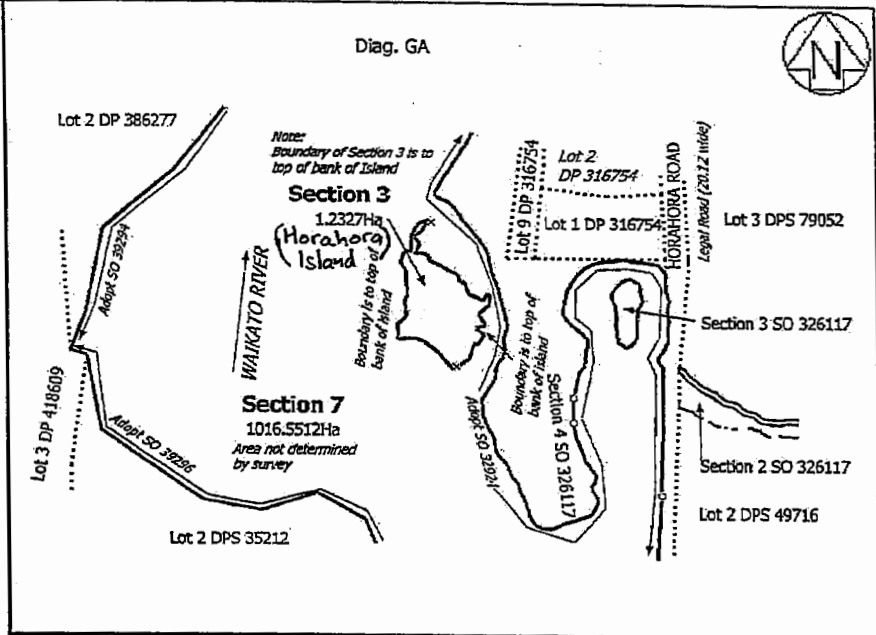 Diag. GA
N
Lot 2 DP 386277
Note:
Boundary of Section 3 is to
top of bank of Island
Section 3
1.2327Ha
(Horahora
Island)
Lot 9 DP 316754
Lot 2
DP 316754
Lot 1 DP 316754
HORAHORA ROAD
Legal Road (20.12 wide)
Lot 3 DPS 79052
Adopt SO 39294
WAIKATO RIVER
Boundary is to top of
bank of island
Boundary is to top of
bank of island
Section 3 SO 326117
Lot 3 DP 418609
Section 7
1016.5512Ha
Area not determined
by survey
Adopt SO 39296
Adopt SO 32924
Section 4 SO 326117
Section 2 SO 326117
Lot 2 DPS 49716
Lot 2 DPS 35212